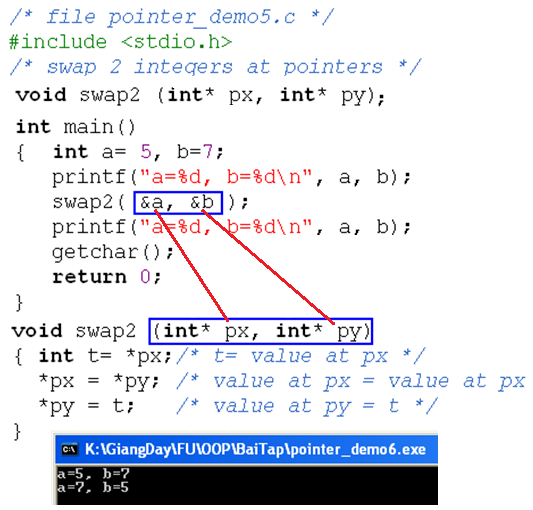 /* file pointer_demo5.c */
#include <stdio.h>
/* swap 2 integers at pointers */
void swap2 (int* px, int* py);
int main()
{ int a= 5, b=7;
printf("a=%d, b=%d\n", a, b);
swap2( &a, &b );
printf("a=%d, b=%d\n", a, b);
getchar();
return 0;
}
void swap2 (int* px, int* py)
{ int t= *px; /* t= value at px */
*px = *py; /* value at px = value at px
*py = t; /* value at py = t */
}
K:\GiangDay\FU\OOP\BaiTap\pointer_demo6.exe
a=5, b=7
a=7, b=5